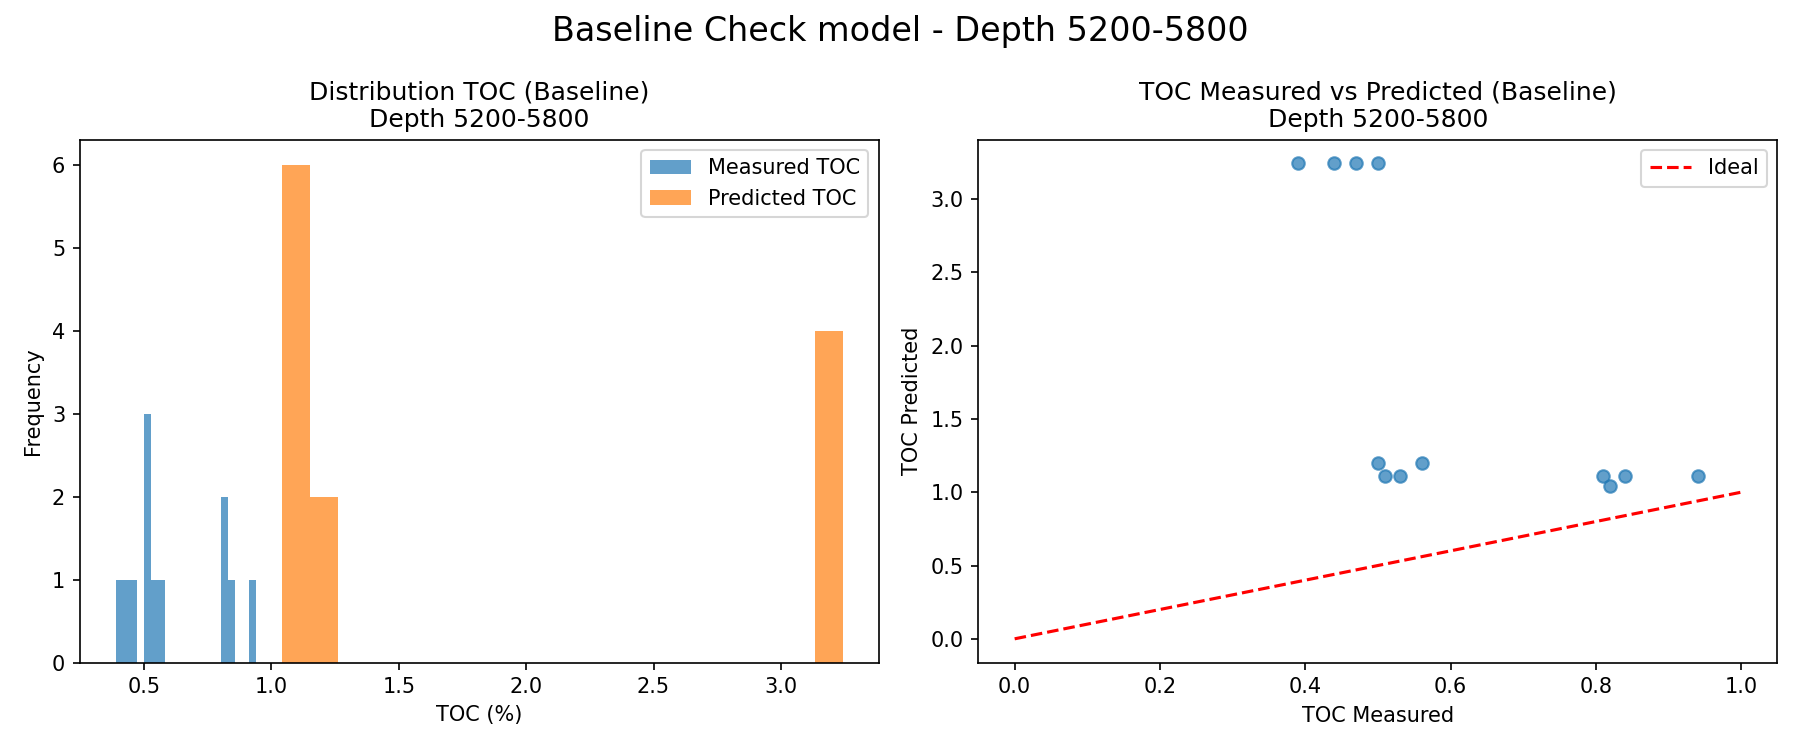 Baseline Check model - Depth 5200-5800
Distribution TOC (Baseline)
Depth 5200-5800
Measured TOC
Predicted TOC
6
5
4
3
2
1
0
Frequency
0.5 1.0 1.5 2.0 2.5 3.0
TOC (%)
TOC Measured vs Predicted (Baseline)
Depth 5200-5800
Ideal
3.0
2.5
2.0
1.5
1.0
0.5
0.0
TOC Predicted
0.0 0.2 0.4 0.6 0.8 1.0
TOC Measured